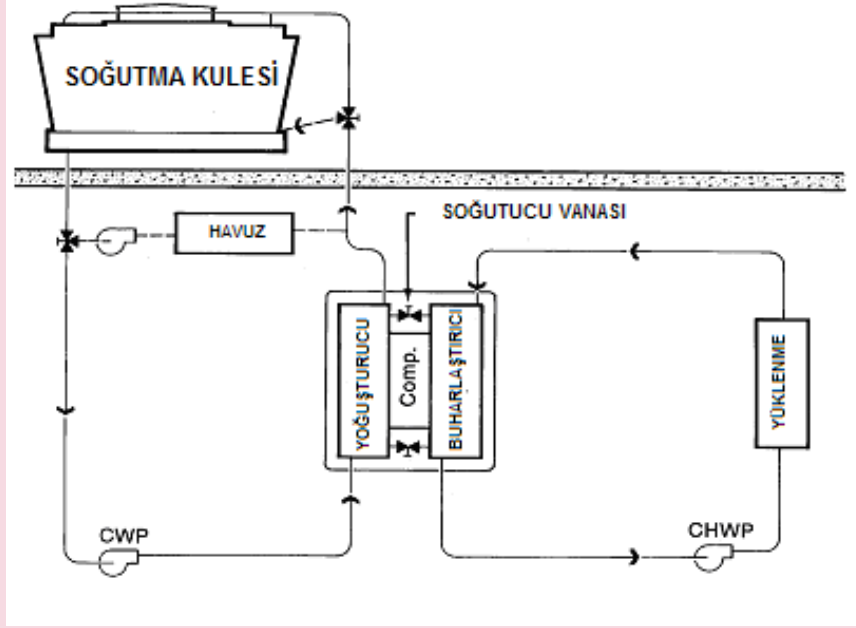 SOĞUTMA KULESİ
HAVUZ
SOĞUTUCU VANASI
YOĞUŞTURUCU
Comp.
BUHARLAŞTIRICI
YÜKLENME
CWP
CHWP